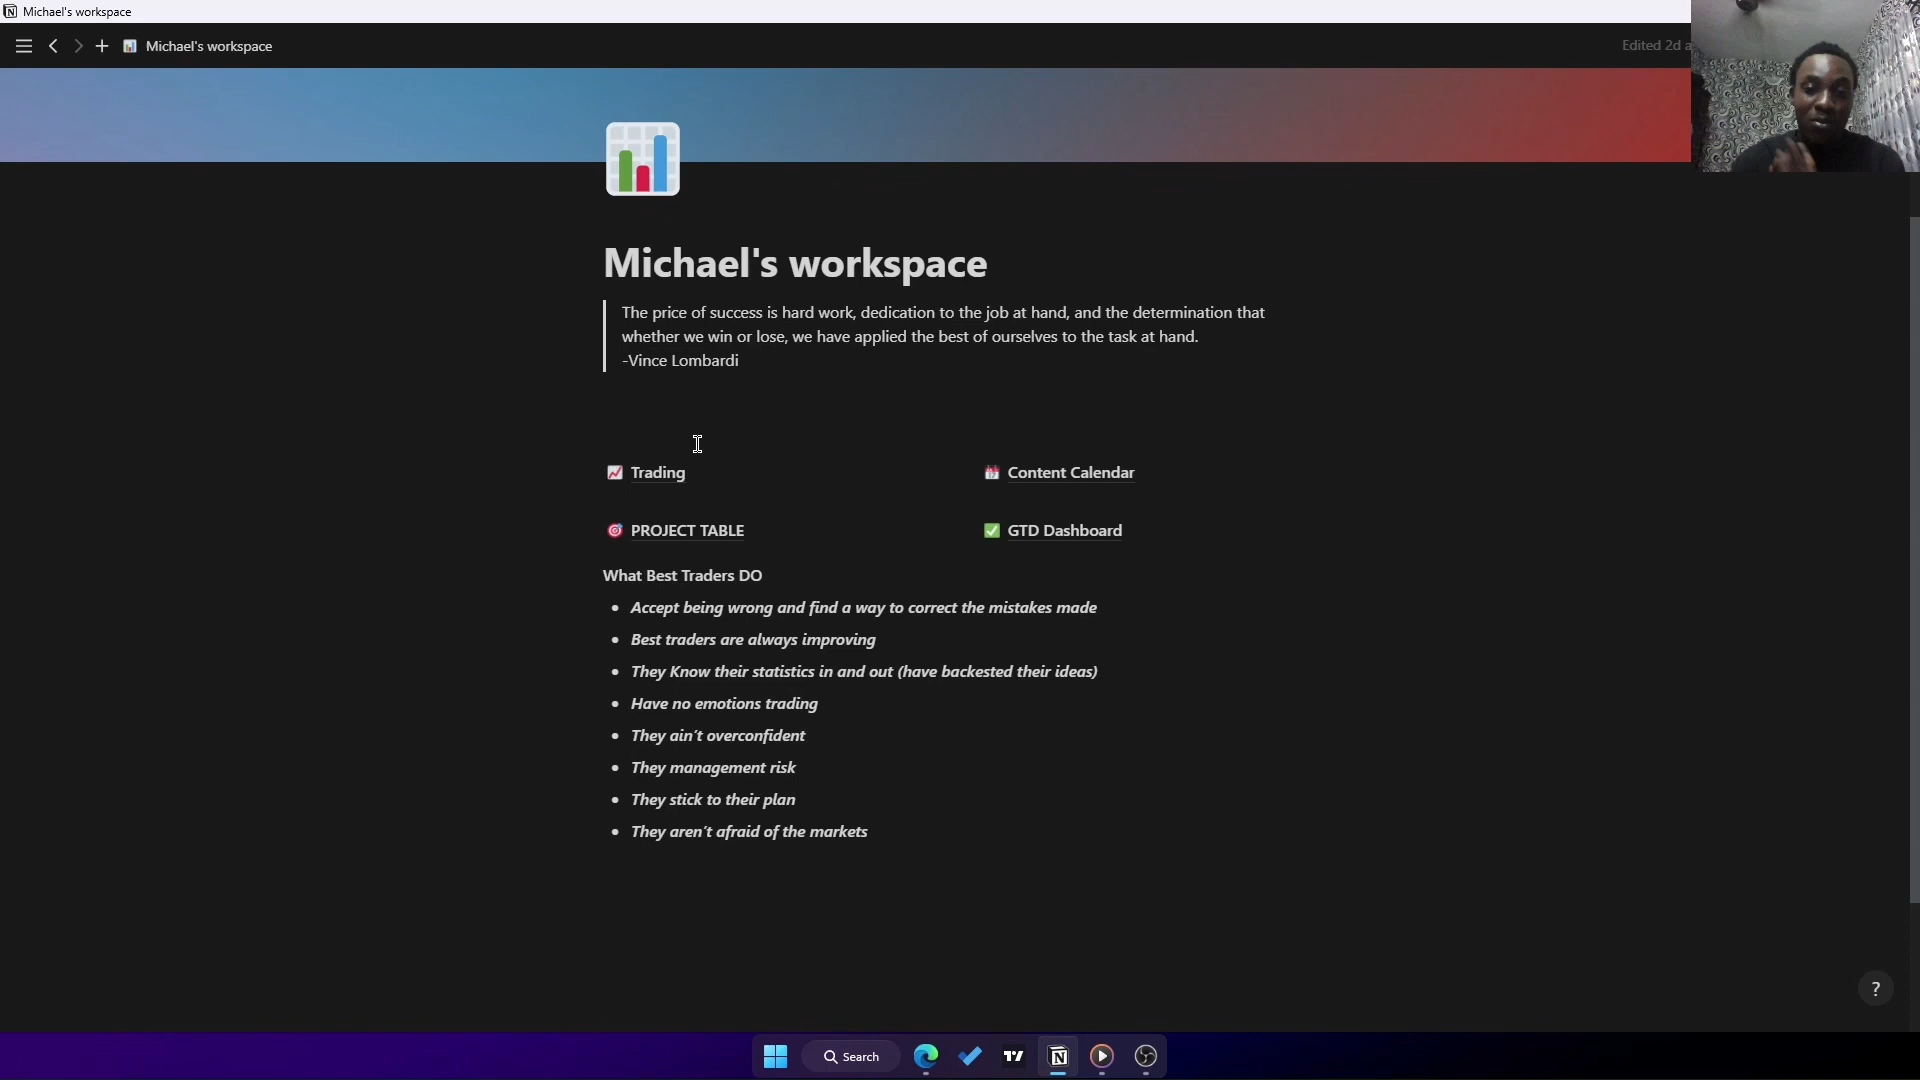 Michael's workspace
Michael's workspace
Edited 2d a
Michael's workspace
The price of success is hard work, dedication to the job at hand, and the determination that
whether we win or lose, we have applied the best of ourselves to the task at hand.
-Vince Lombardi
Trading
Content Calendar
PROJECT TABLE
GTD Dashboard
What Best Traders DO
Accept being wrong and find a way to correct the mistakes made
Best traders are always improving
They Know their statistics in and out (have backested their ideas)
Have no emotions trading
They ain't overconfident
They management risk
They stick to their plan
They aren't afraid of the markets
?
Search